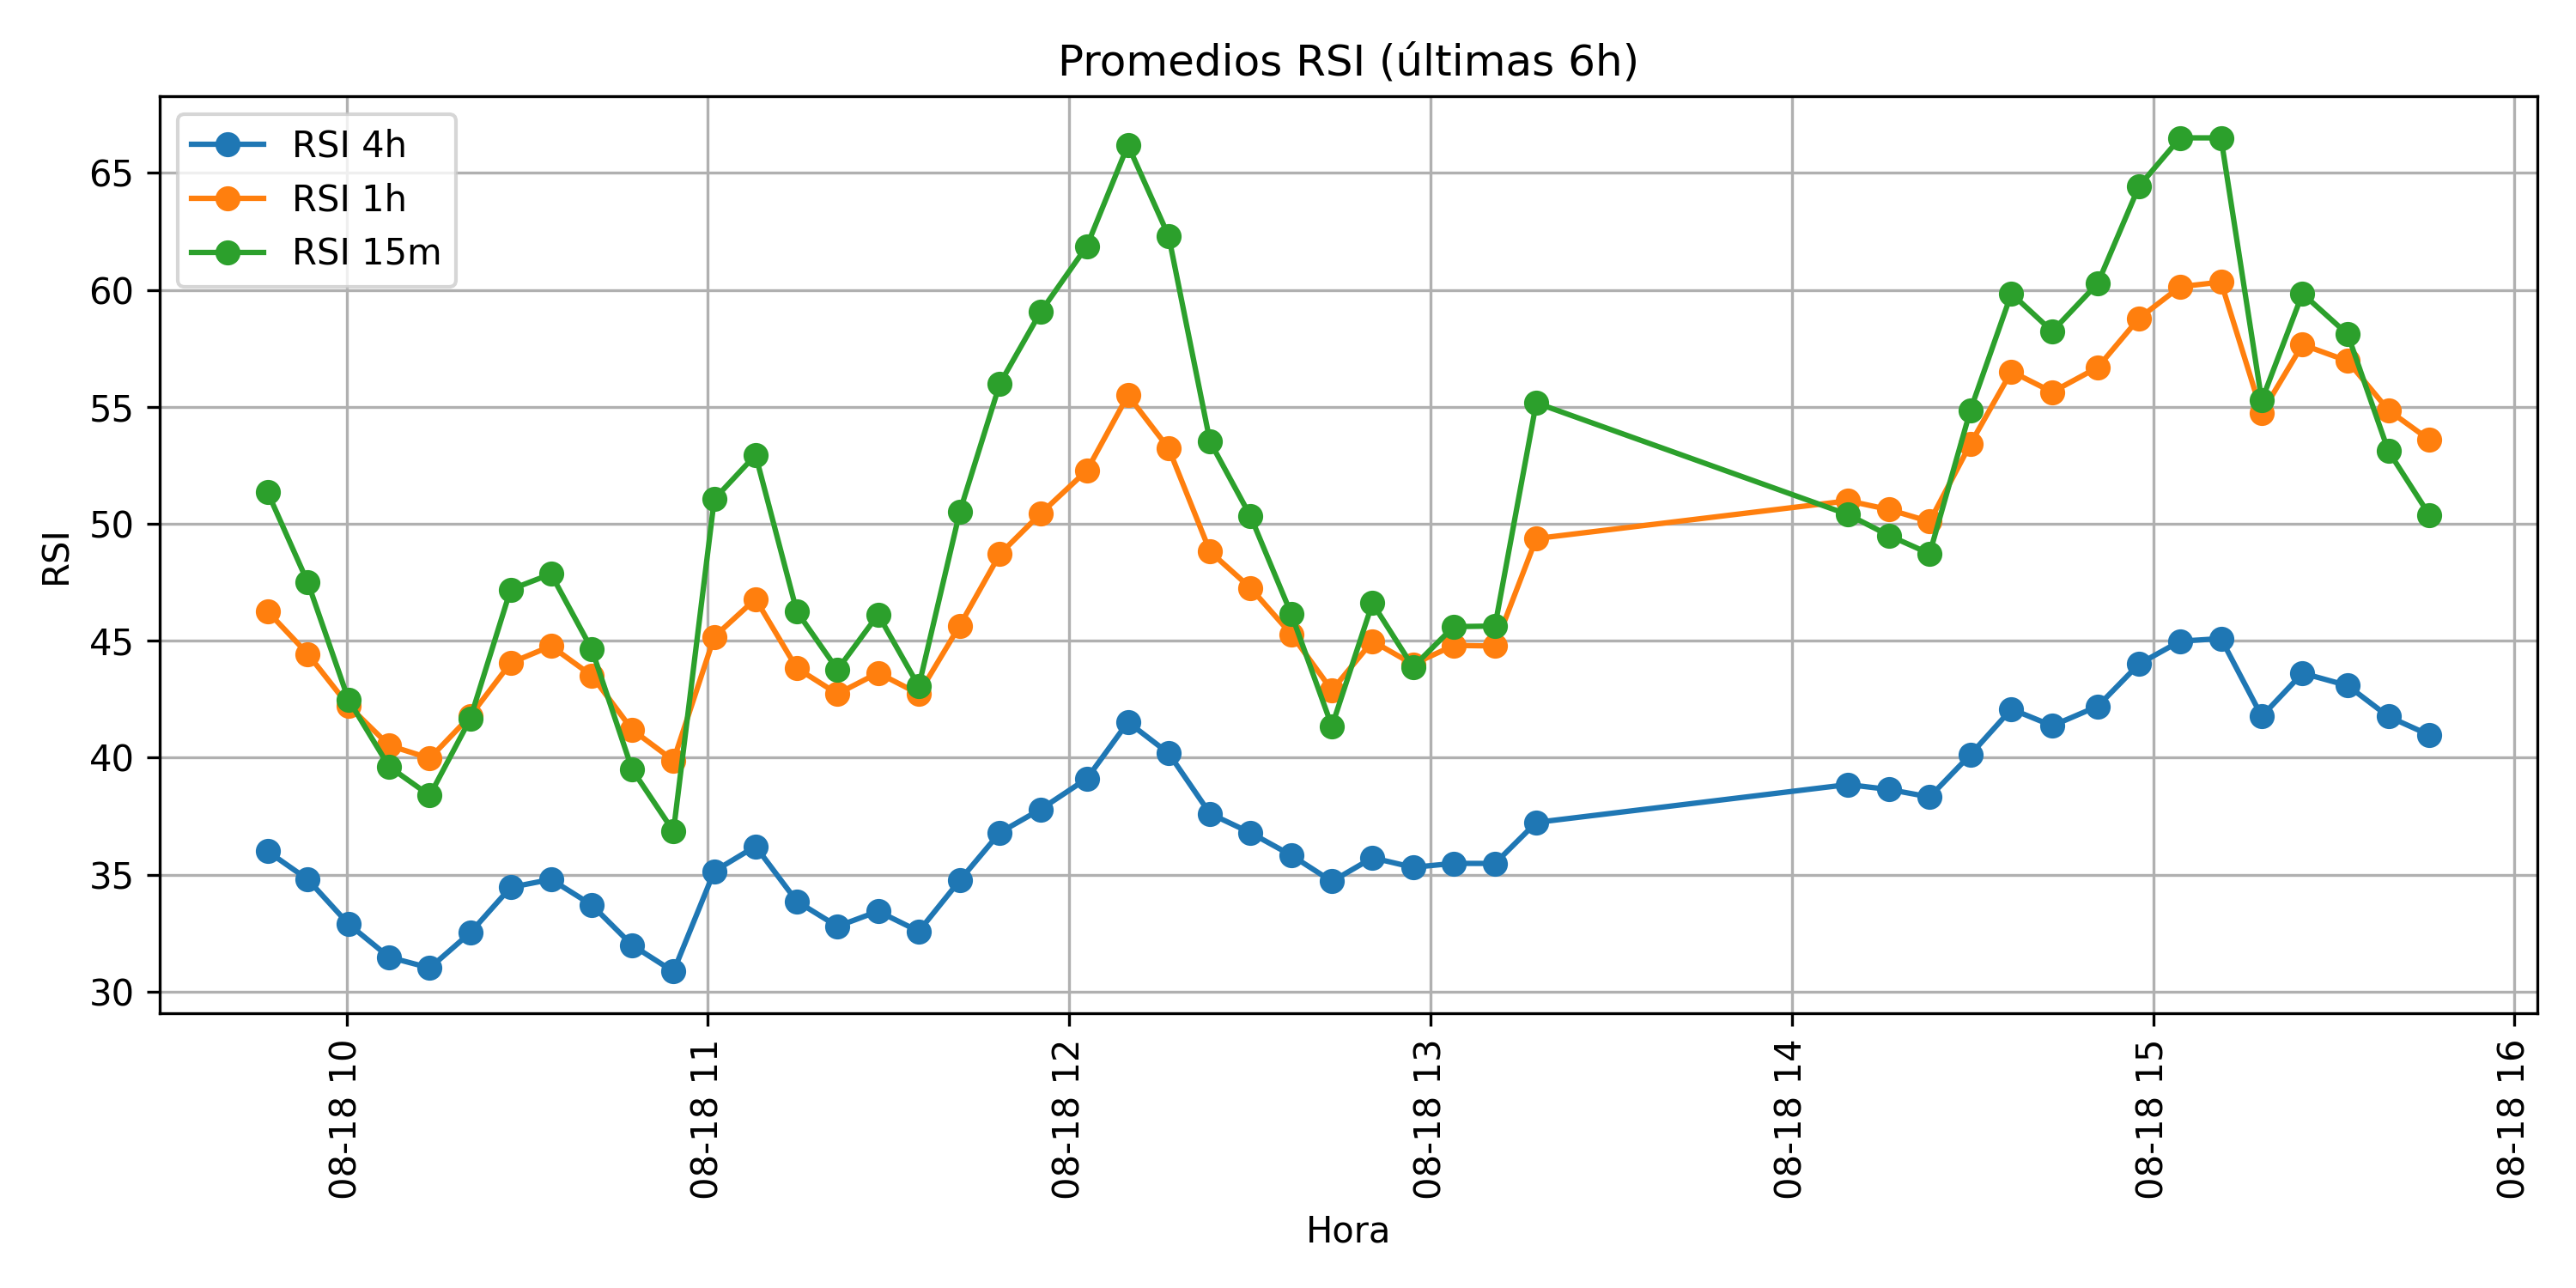 Promedios RSI (últimas 6h)
RSI 4h
RSI 1h
RSI 15m
65
60
55
50
45
40
35
30
RSI
08-18 10
08-18 11
08-18 12
08-18 13
08-18 14
08-18 15
08-18 16
Hora